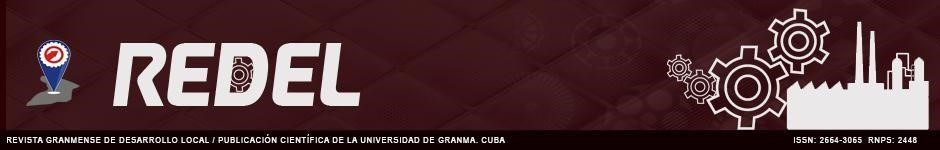 REDEL
REVISTA GRANMENSE DE DESARROLLO LOCAL / PUBLICACIÓN CIENTÍFICA DE LA UNIVERSIDAD DE GRANMA. CUBA
ISSN: 2664-3065 RNPS: 2448